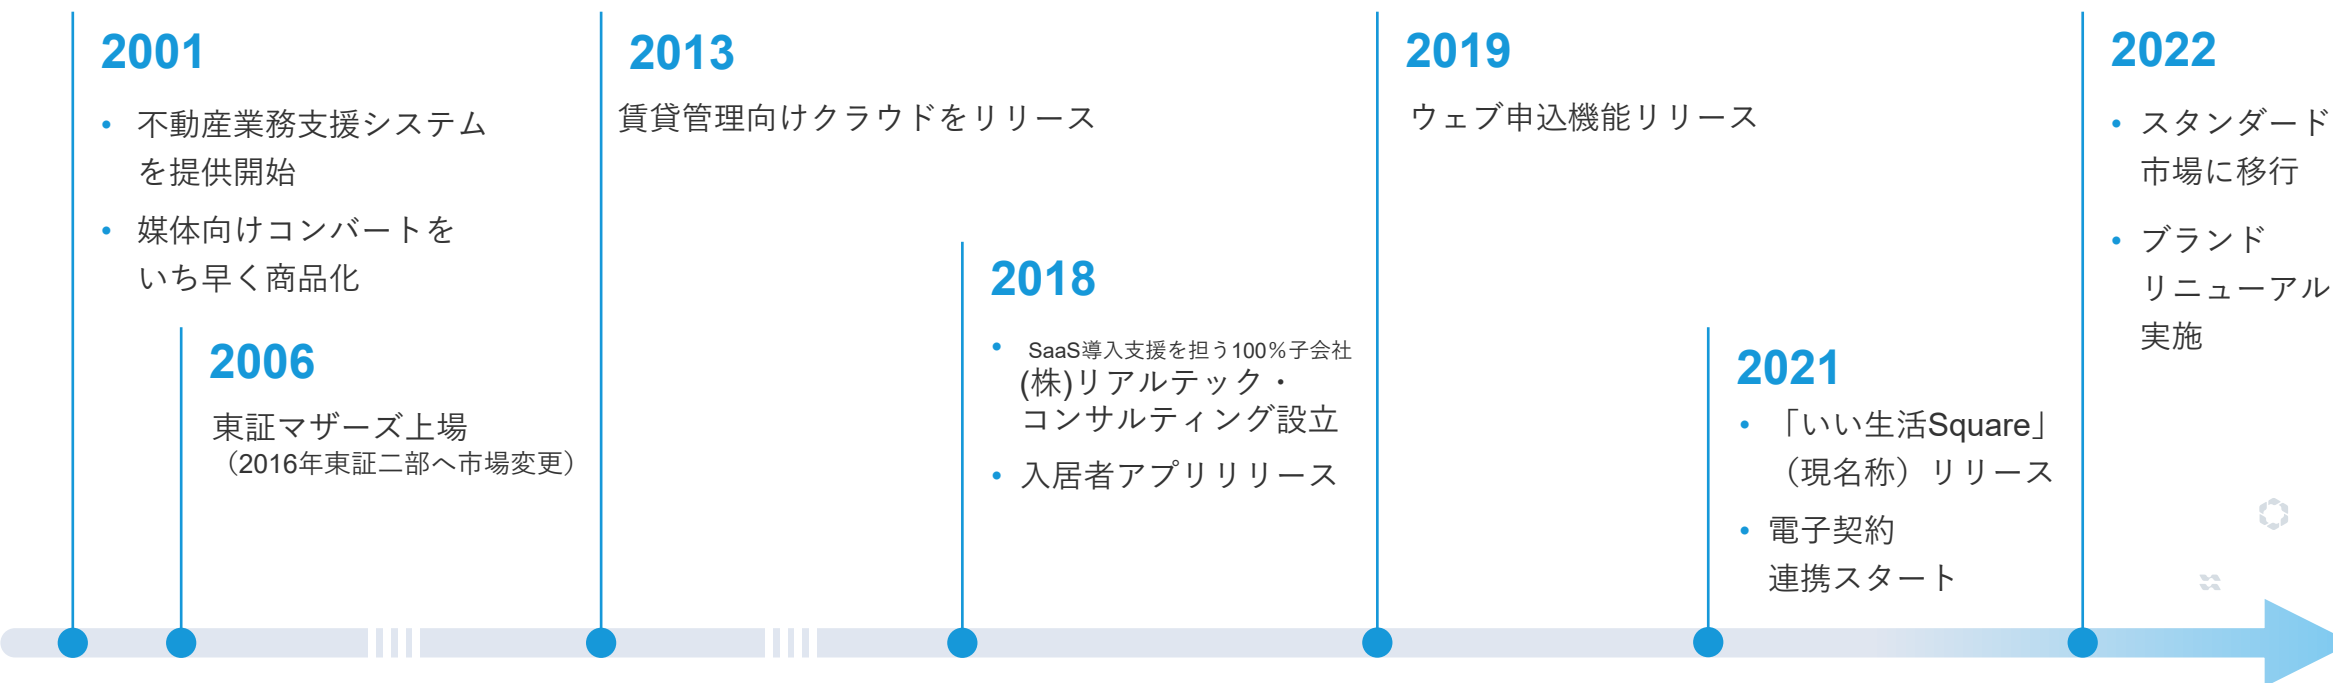 2001
• 不動産業務支援システム
を提供開始
• 媒体向けコンバートを
いち早く商品化
2006
東証マザーズ上場
（2016年東証二部へ市場変更）
2013
賃貸管理向けクラウドをリリース
2018
• SaaS導入支援を担う100％子会社
(株)リアルテック・
コンサルティング設立
• 入居者アプリリリース
2019
ウェブ申込機能リリース
2021
• 「いい生活Square」
（現名称）リリース
• 電子契約
連携スタート
2022
• スタンダード
市場に移行
• ブランド
リニューアル
実施